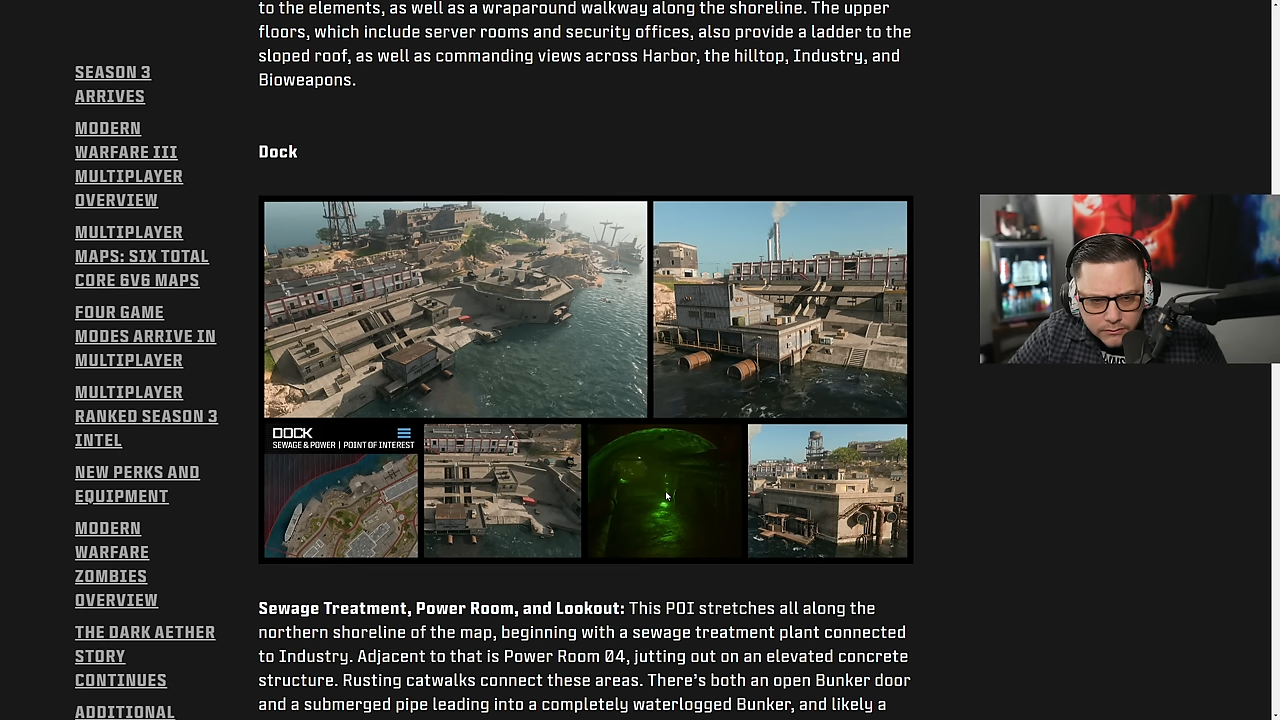 to the elements, as well as a wraparound walkway along the shoreline. The upper
floors, which include server rooms and security offices, also provide a ladder to the
sloped roof, as well as commanding views across Harbor, the hilltop, Industry, and
Bioweapons.
SEASON 3
ARRIVES
MODERN
WARFARE III
MULTIPLAYER
OVERVIEW
MULTIPLAYER
MAPS: SIX TOTAL
CORE 6V6 MAPS
FOUR GAME
MODES ARRIVE IN
MULTIPLAYER
MULTIPLAYER
RANKED SEASON 3
INTEL
NEW PERKS AND
EQUIPMENT
MODERN
WARFARE
ZOMBIES
OVERVIEW
THE DARK AETHER
STORY
CONTINUES
ADDITIONAL
Dock
DOCK
SEWAGE & POWER | POINT OF INTEREST
Sewage Treatment, Power Room, and Lookout: This POI stretches all along the
northern shoreline of the map, beginning with a sewage treatment plant connected
to Industry. Adjacent to that is Power Room 04, jutting out on an elevated concrete
structure. Rusting catwalks connect these areas. There's both an open Bunker door
and a submerged pipe leading into a completely waterlogged Bunker, and likely a